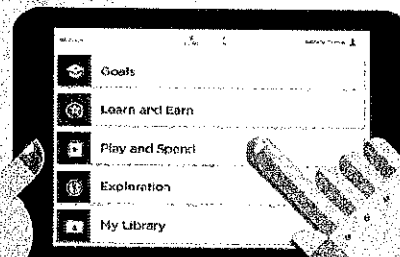 Goals
Learn and Earn
Play and Spend
Exploration
My Library